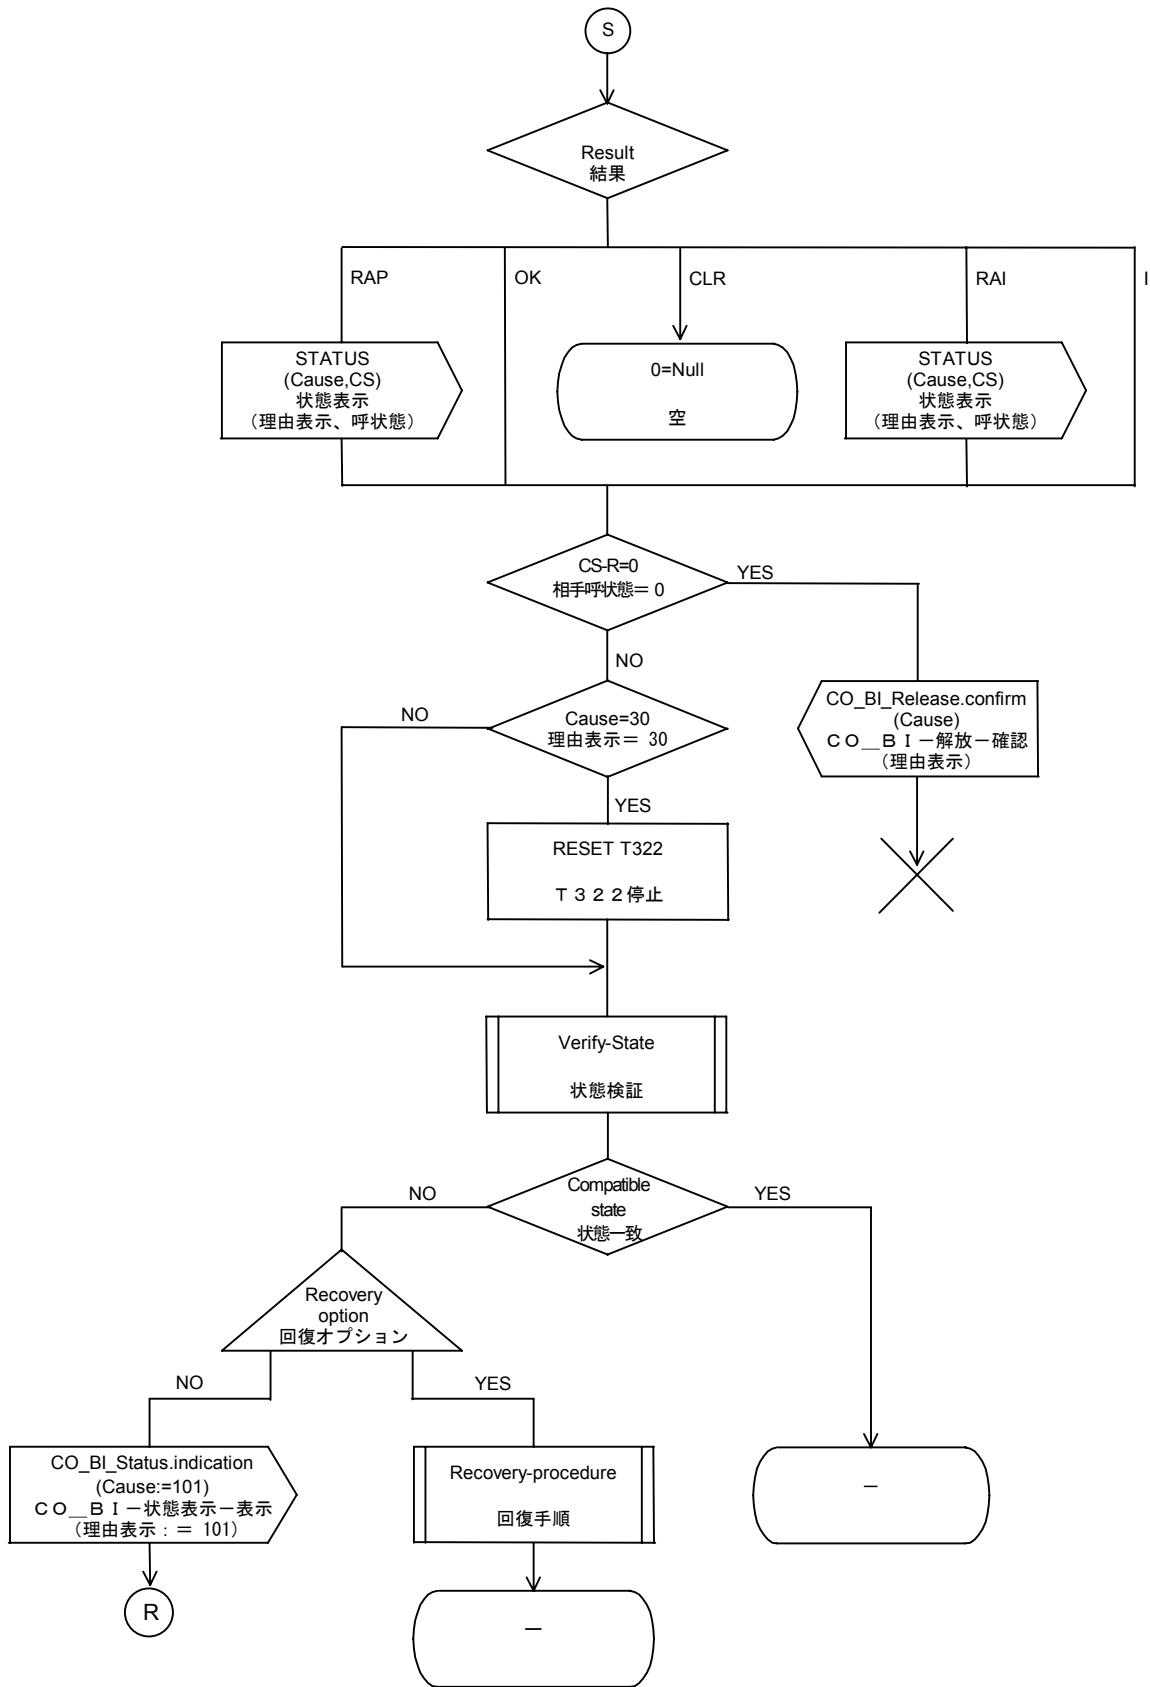 S
Result
結果
RAP
OK
CLR
RAI
I
STATUS
(Cause,CS)
状態表示
(理由表示、呼状態)
0=Null
空
STATUS
(Cause,CS)
状態表示
(理由表示、呼状態)
CS-R=0
相手呼状態＝ 0
YES
NO
CO_BI_Release.confirm
(Cause)
ＣＯ＿ＢＩ－解放－確認
(理由表示)
NO
Cause=30
理由表示＝ 30
YES
RESET T322
Ｔ３２２停止
Verify-State
状態検証
NO
Compatible
state
状態一致
YES
Recovery
option
回復オプション
NO
YES
CO_BI_Status.indication
(Cause:=101)
ＣＯ＿ＢＩ－状態表示－表示
(理由表示：＝ 101)
Recovery-procedure
回復手順
－
R
－